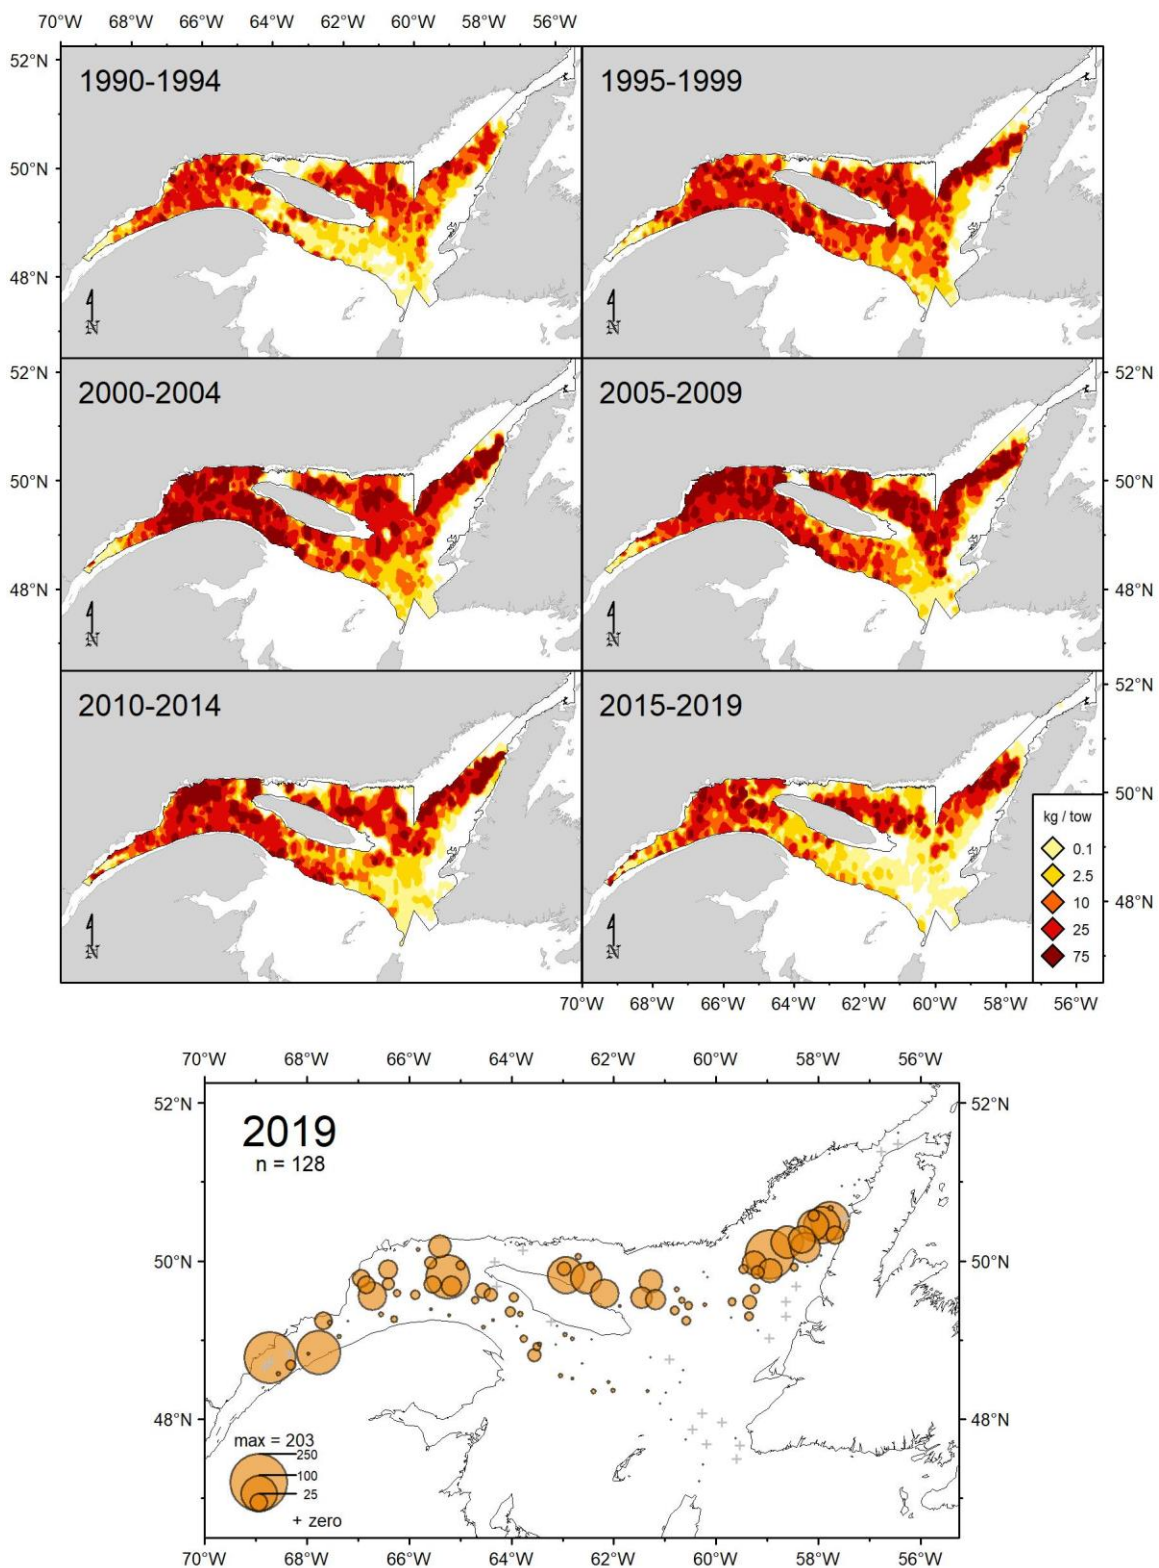 70°W 68°W 66°W 64°W 62°W 60°W 58°W 56°W
52°N
1990-1994
1995-1999
50°N
48°N
N
N
52°N
2000-2004
2005-2009
52°N
50°N
50°N
48°N
48°N
N
N
2010-2014
2015-2019
52°N
50°N
kg / tow
0.1
2.5
10
25
75
48°N
N
N
70°W 68°W 66°W 64°W 62°W 60°W 58°W 56°W
70°W 68°W 66°W 64°W 62°W 60°W 58°W 56°W
52°N
2019
n = 128
52°N
50°N
50°N
48°N
48°N
max = 203
250
100
25
+ zero
70°W 68°W 66°W 64°W 62°W 60°W 58°W 56°W